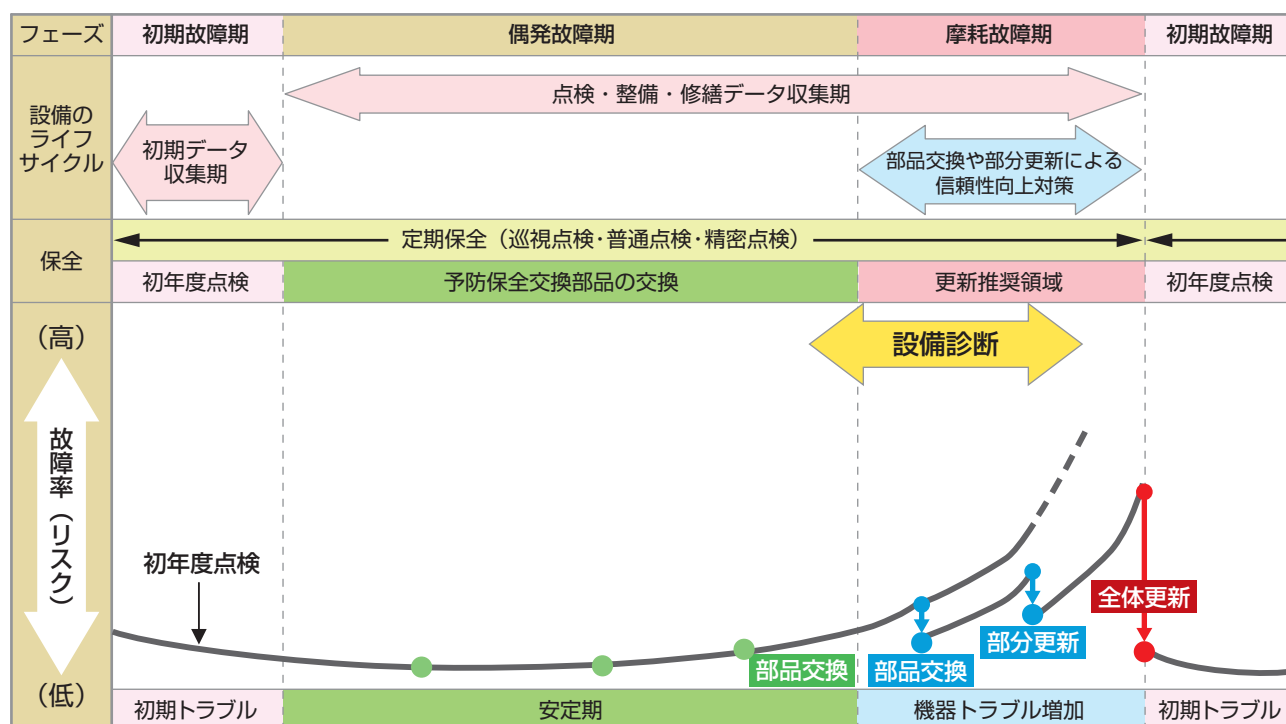 フェーズ
初期故障期
偶発故障期
摩耗故障期
初期故障期
設備の
ライフ
サイクル
点検・整備・修繕データ収集期
初期データ
収集期
部品交換や部分更新による
信頼性向上対策
保全
定期保全（巡視点検・普通点検・精密点検）
初年度点検
予防保全交換部品の交換
更新推奨領域
初年度点検
（高）
故障率（リスク）
（低）
設備診断
初年度点検
部品交換
部品交換
部分更新
全体更新
初期トラブル
安定期
機器トラブル増加
初期トラブル